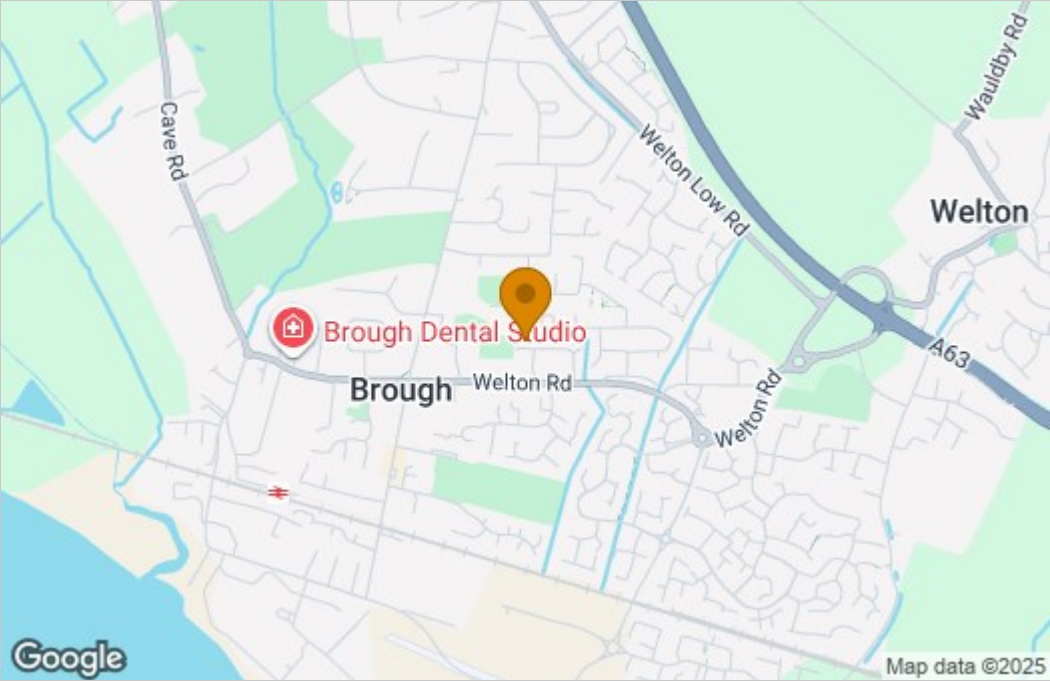 Wauldby Rd
Cave Rd
Welton Low Rd
Welton
Brough Dental Studio
A63
Brough
Welton Rd
Welton Rd
Google
Map data ©2025